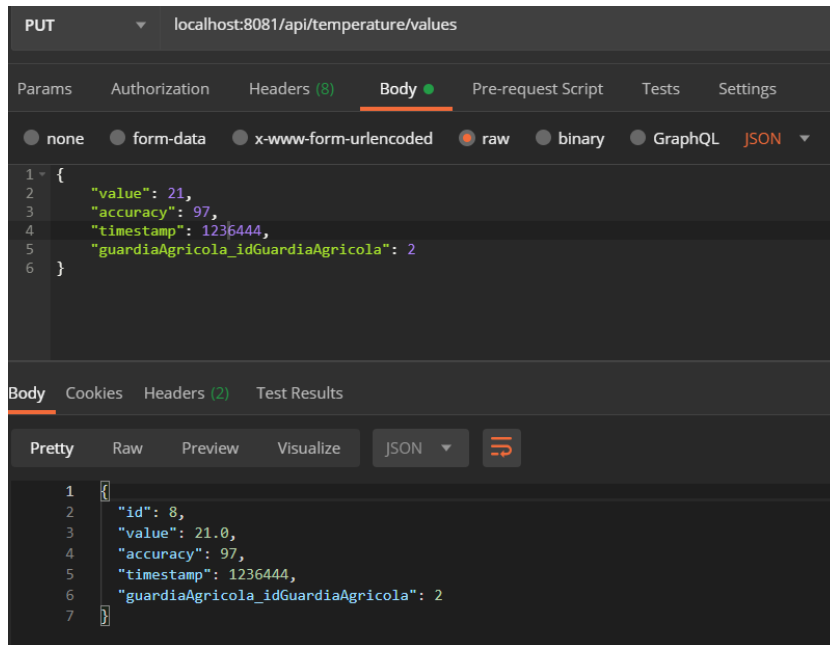 PUT localhost:8081/api/temperature/values
Params Authorization Headers (8) Body Pre-request Script Tests Settings
none form-data x-www-form-urlencoded raw binary GraphQL JSON
1 {
2 "value": 21,
3 "accuracy": 97,
4 "timestamp": 1236444,
5 "guardiaAgricola_idGuardiaAgricola": 2
6 }
Body Cookies Headers (2) Test Results
Pretty Raw Preview Visualize JSON
1 {
2 "id": 8,
3 "value": 21.0,
4 "accuracy": 97,
5 "timestamp": 1236444,
6 "guardiaAgricola_idGuardiaAgricola": 2
7 }